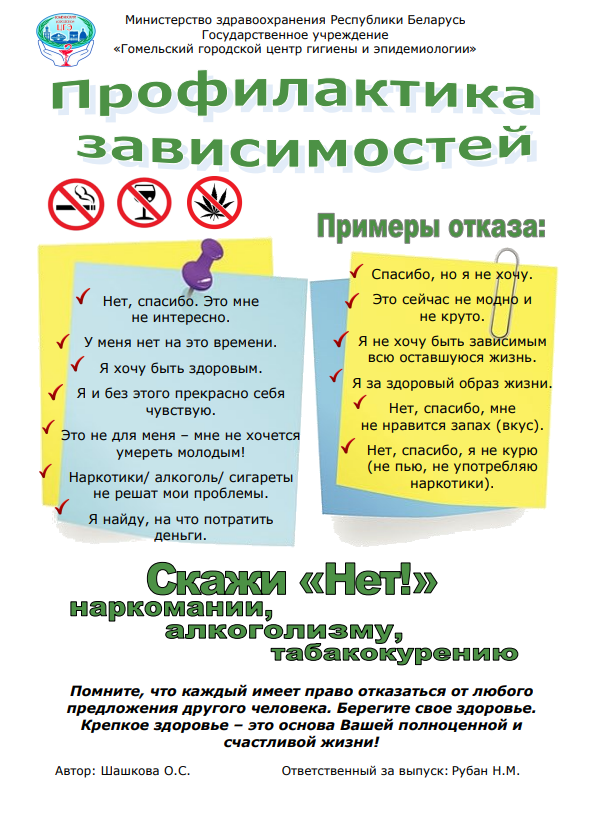 Министерство здравоохранения Республики Беларусь
Государственное учреждение
«Гомельский городской центр гигиены и эпидемиологии»
ЦГЭ
Профилактика
зависимостей
Примеры отказа:
Нет, спасибо. Это мне
не интересно.
У меня нет на это времени.
Я хочу быть здоровым.
Я и без этого прекрасно себя
чувствую.
Это не для меня – мне не хочется
умереть молодым!
Наркотики/ алкоголь/ сигареты
не решат мои проблемы.
Я найду, на что потратить
деньги.
Спасибо, но я не хочу.
Это сейчас не модно и
не круто.
Я не хочу быть зависимым
всю оставшуюся жизнь.
Я за здоровый образ жизни.
Нет, спасибо, мне
не нравится запах (вкус).
Нет, спасибо, я не курю
(не пью, не употребляю
наркотики).
Скажи «Нет!»
наркомании,
алкоголизму,
табакокурению
Помните, что каждый имеет право отказаться от любого
предложения другого человека. Берегите свое здоровье.
Крепкое здоровье – это основа Вашей полноценной и
счастливой жизни!
Автор: Шашкова О.С.
Ответственный за выпуск: Рубан Н.М.